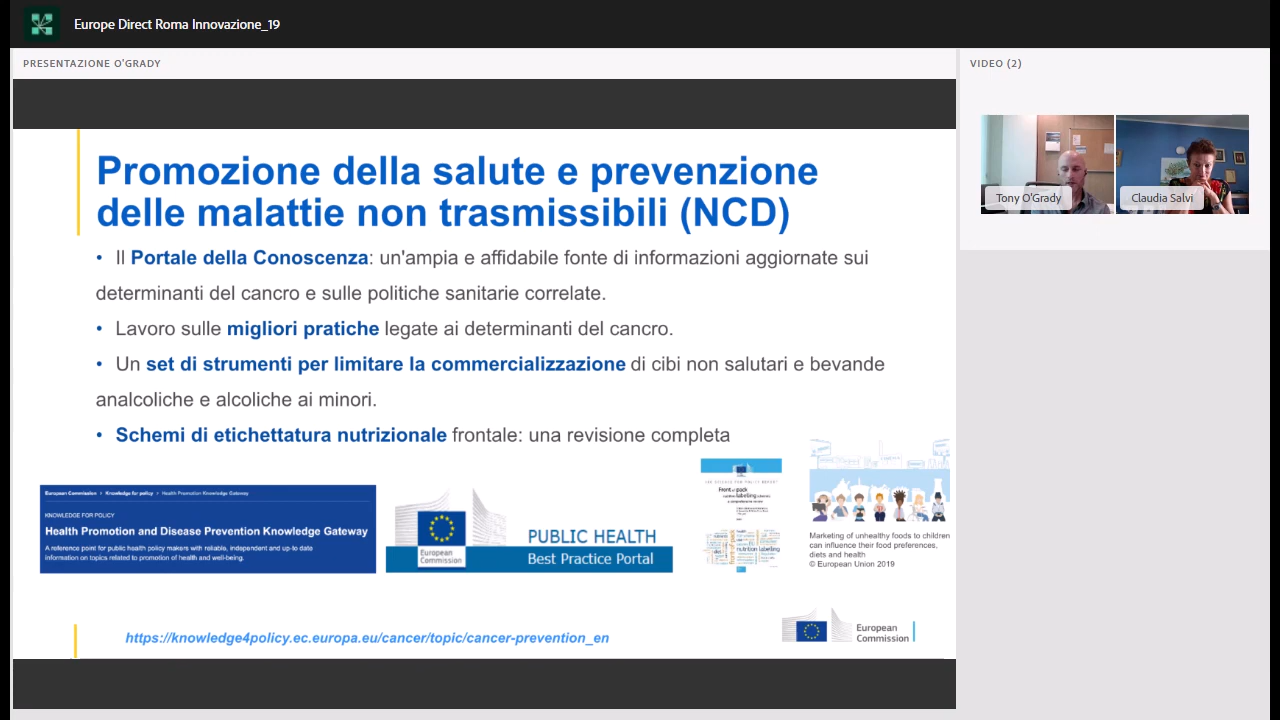 Europe Direct Roma Innovazione_19
PRESENTAZIONE O'GRADY
VIDEO (2)
Tony O'Grady
Claudia Salvi
Promozione della salute e prevenzione
delle malattie non trasmissibili (NCD)
• Il Portale della Conoscenza: un'ampia e affidabile fonte di informazioni aggiornate sui
determinanti del cancro e sulle politiche sanitarie correlate.
• Lavoro sulle migliori pratiche legate ai determinanti del cancro.
• Un set di strumenti per limitare la commercializzazione di cibi non salutari e bevande
analcoliche e alcoliche ai minori.
• Schemi di etichettatura nutrizionale frontale: una revisione completa
European Commission > Knowledge for policy > Health Promotion Knowledge Gateway
KNOWLEDGE FOR POLICY
Health Promotion and Disease Prevention Knowledge Gateway
A reference point for public health policy makers with reliable, independent and up-to date
information on topics related to promotion of health and well-being.
European
Commission
PUBLIC HEALTH
Best Practice Portal
JRC SCIENCE FOR POLICY REPORT
nutrition labelling
Marketing of unhealthy foods to children
can influence their food preferences,
diets and health
© European Union 2019
https://knowledge4policy.ec.europa.eu/cancer/topic/cancer-prevention_en
European
Commission